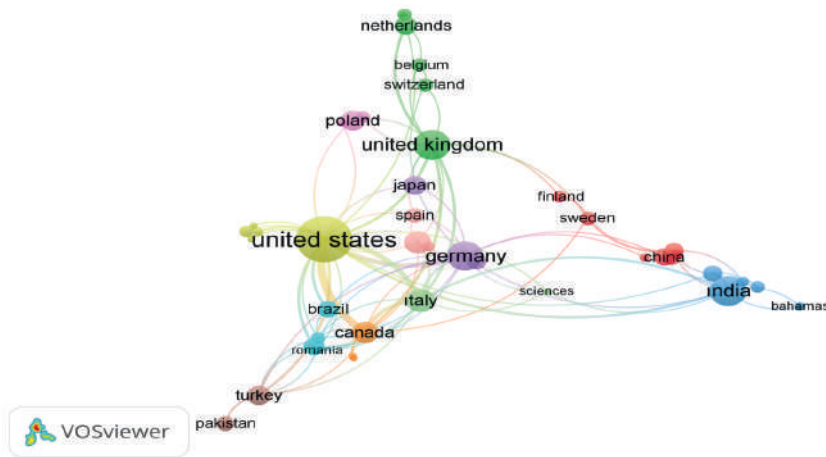 netherlands
belgium
switzerland
poland
united kingdom
japan
finland
spain
sweden
united states
germany
china
sciences
india
italy
bahamas
brazil
canada
romania
turkey
pakistan
VOSviewer